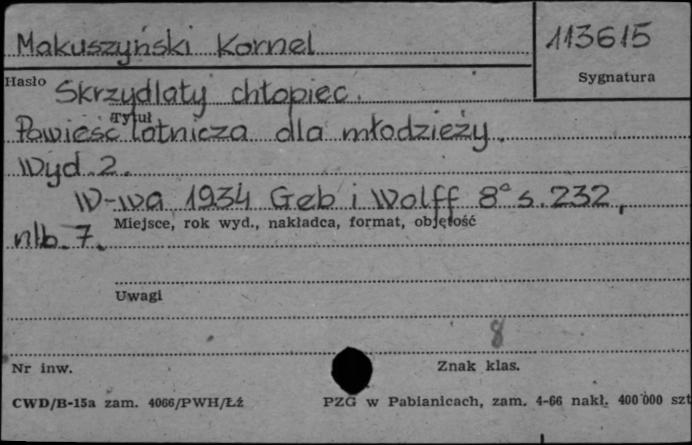 Makuszyński Kornel
113615
Hasło
Sygnatura
Skrzydlaty chłopiec.
Tytuł
Powieść lotnicza dla młodzieży.
Wyd. 2.
W-wa 1934 Geb i Wolff 8° s. 232,
Miejsce, rok wyd., nakładca, format, objętość
nlb. 7.
Uwagi
8
Nr inw.
Znak klas.
CWD/B-15a zam. 4066/PWH/Łź
PZG w Pabianicach, zam. 4-66 nakł. 400 000 szt